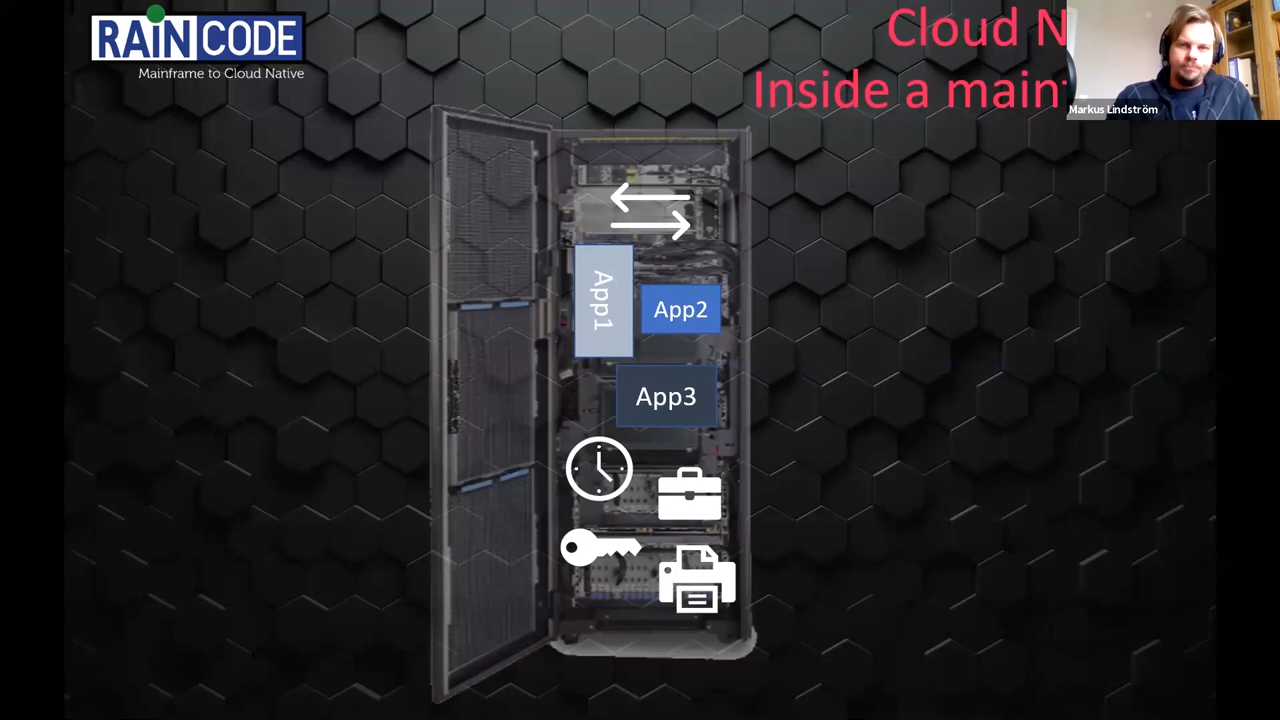 RAINCODE
Mainframe to Cloud Native
Cloud N
Inside a main
Markus Lindström
App1
App2
App3